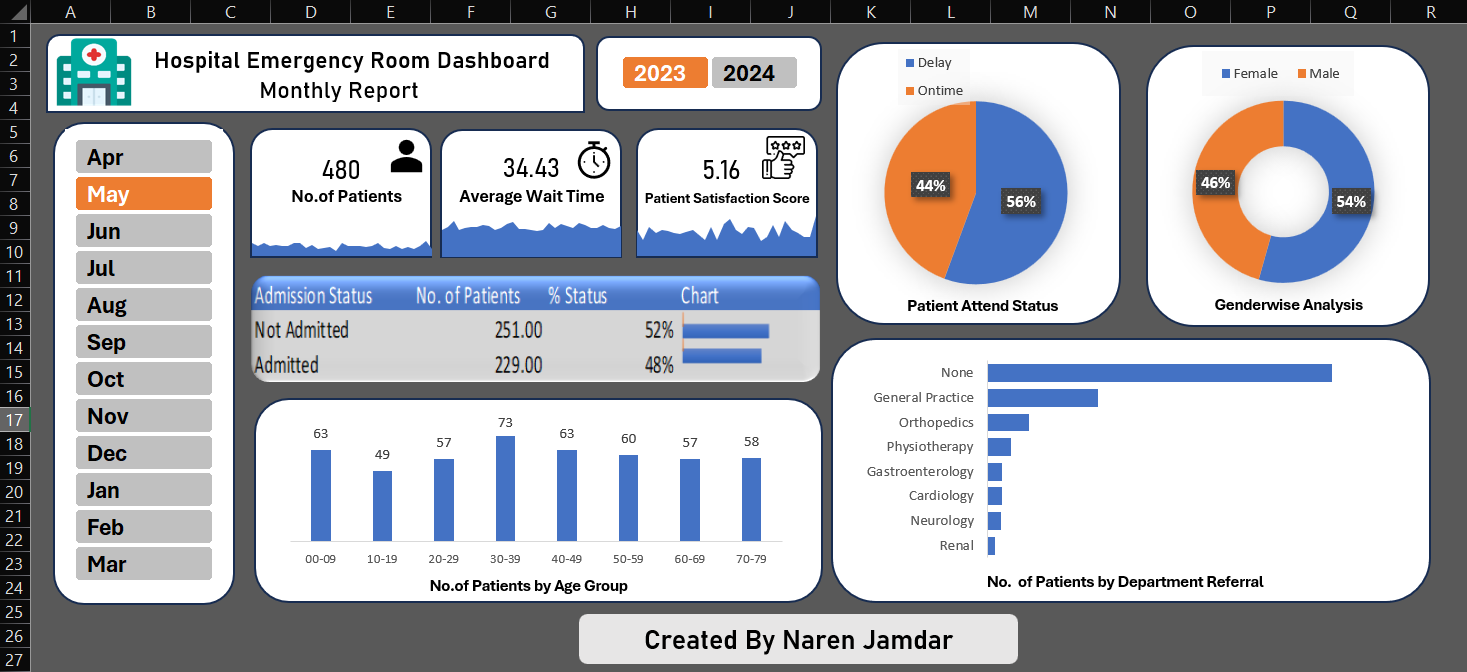 A B C D E F G H I J K L M N O P Q R
1
2
3
4
5
6
7
8
9
10
11
12
13
14
15
16
17
18
19
20
21
22
23
24
25
26
27
Hospital Emergency Room Dashboard
Monthly Report
2023 2024
Apr
May
Jun
Jul
Aug
Sep
Oct
Nov
Dec
Jan
Feb
Mar
480
No.of Patients
34.43
Average Wait Time
5.16
Patient Satisfaction Score
Admission Status No. of Patients % Status Chart
Not Admitted 251.00 52%
Admitted 229.00 48%
63 49 57 73 63 60 57 58
00-09 10-19 20-29 30-39 40-49 50-59 60-69 70-79
No.of Patients by Age Group
Delay
Ontime
44% 56%
Patient Attend Status
Female Male
46% 54%
Genderwise Analysis
None
General Practice
Orthopedics
Physiotherapy
Gastroenterology
Cardiology
Neurology
Renal
No. of Patients by Department Referral
Created By Naren Jamdar